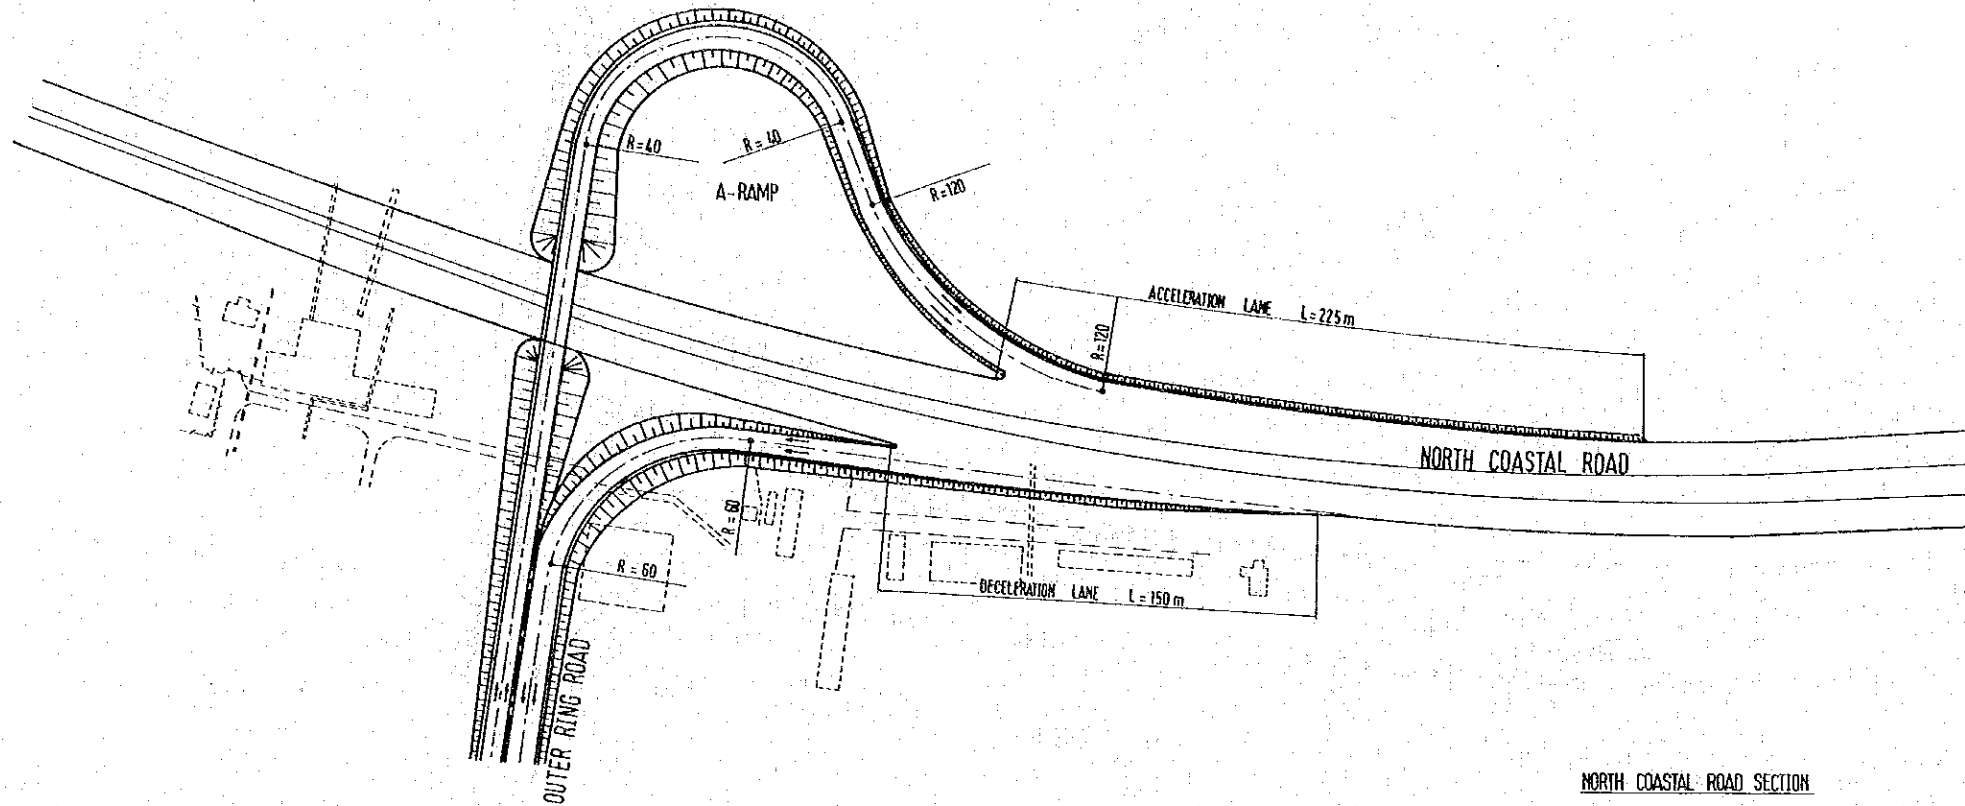 R=40
R=40
A-RAMP
R=120
ACCELERATION LANE L=225m
R=120
NORTH COASTAL ROAD
R=60
R=60
DECELERATION LANE L=150m
OUTER RING ROAD
NORTH COASTAL ROAD SECTION